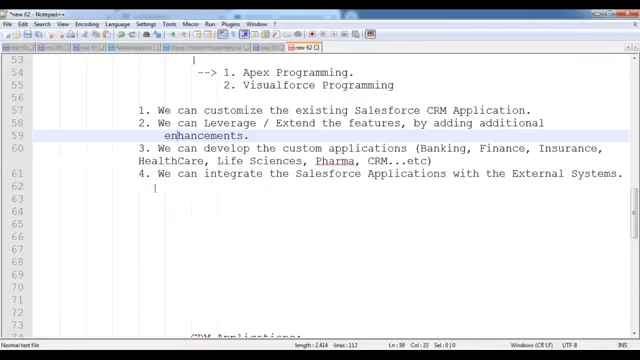 *new 62 - Notepad++
File Edit Search View Encoding Language Settings Tools Macro Run Plugins Window ?
new 62
53 |
54 --> 1. Apex Programming.
55 2. Visualforce Programming
56
57 1. We can customize the existing Salesforce CRM Application.
58 2. We can Leverage / Extend the features, by adding additional
59 enhancements.
60 3. We can develop the custom applications (Banking, Finance, Insurance,
HealthCare, Life Sciences, Pharma, CRM...etc)
61 4. We can integrate the Salesforce Applications with the External Systems.
62
63
64
65
66
67
68
69
70
71
72
73
74 CRM Applications:
Normal text file length : 2,414 lines : 112 Ln : 59 Col : 23 Sel : 0 | 0 Windows (CR LF) UTF-8 INS